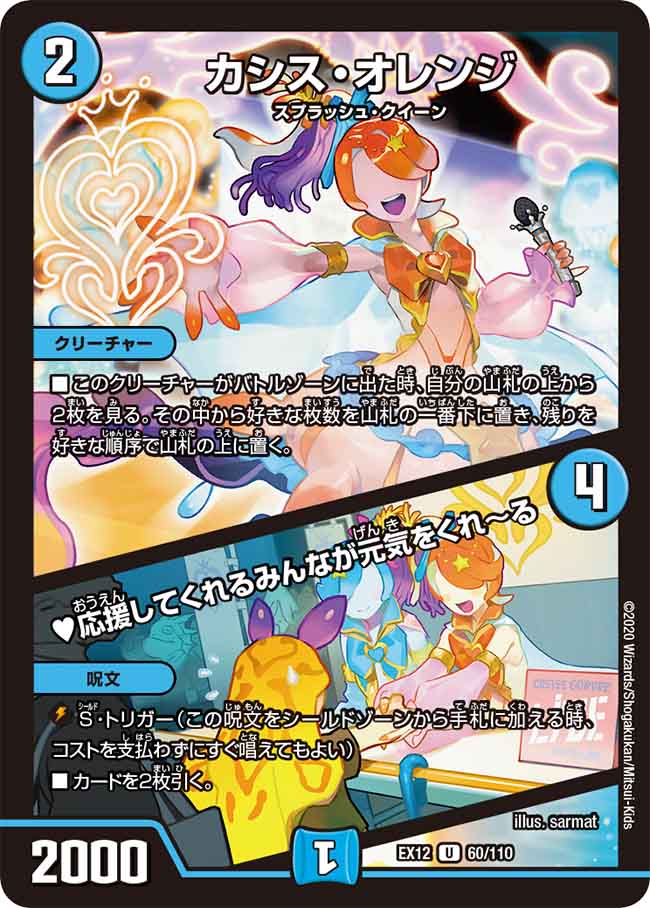 2
カシス・オレンジ
スプラッシュ・クイーン
クリーチャー
■このクリーチャーがバトルゾーンに出た時、自分の山札の上から
2枚を見る。その中から好きな枚数を山札の一番下に置き、残りを
好きな順序で山札の上に置く。
4
♥応援してくれるみんなが元気をくれ〜る
呪文
S・トリガー(この呪文をシールドゾーンから手札に加える時、
コストを支払わずにすぐ唱えてもよい)
■カードを2枚引く。
illus. sarmat
2000
1
EX12 U 60/110
©2020 Wizards/Shogakukan/Mitsui-Kids